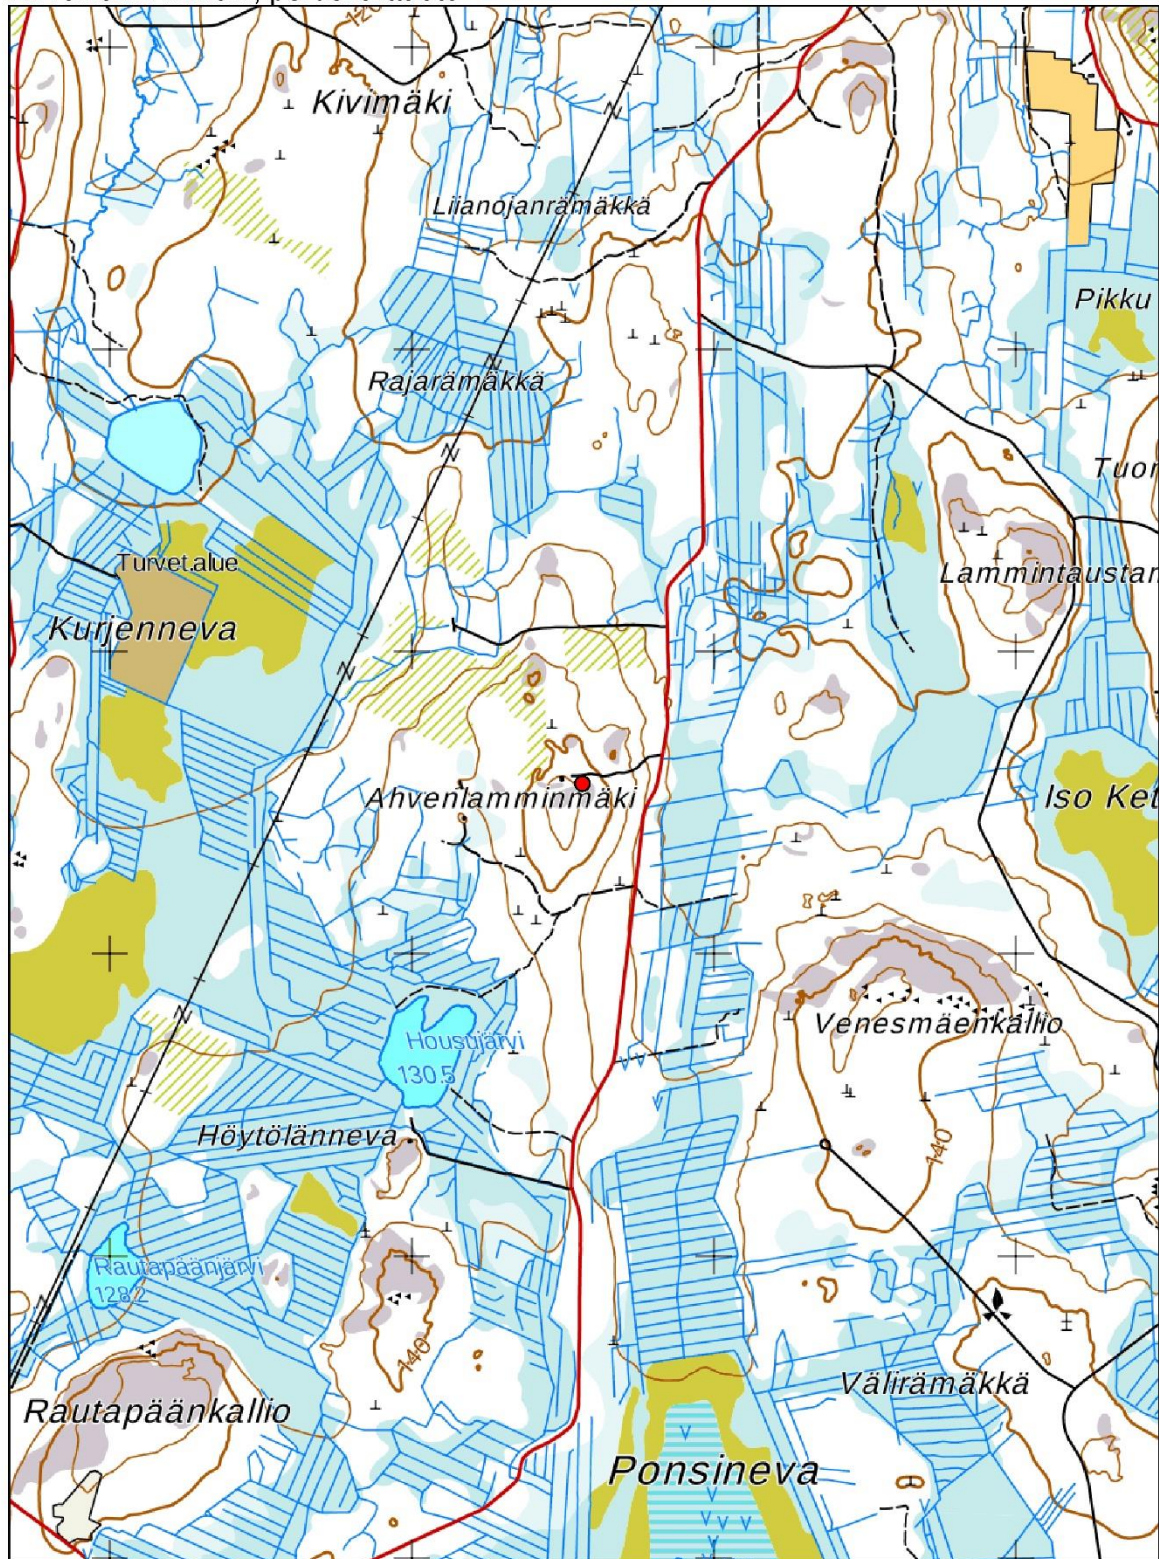 Kivimäki
Liianojanrämäkkä
Pikku
Rajarämäkkä
Tuor
Turvet.alue
Lammintaustan
Kurjenneva
Ahvenlamminmäki
Iso Ket
Housujärvi
130.5
Venesmäenkallio
Höytölänneva
140
Rautapäänjärvi
128.2
140
Välirämäkkä
Rautapäänkallio
Ponsineva